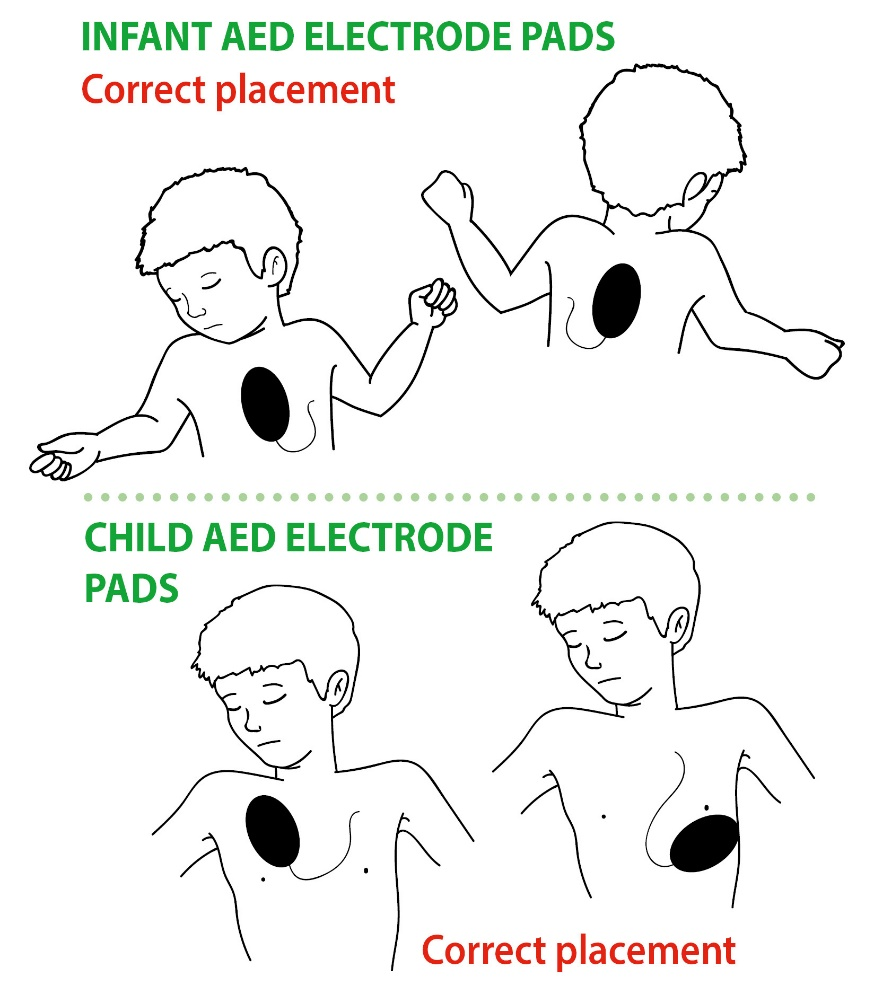 INFANT AED ELECTRODE PADS
Correct placement
CHILD AED ELECTRODE
PADS
Correct placement